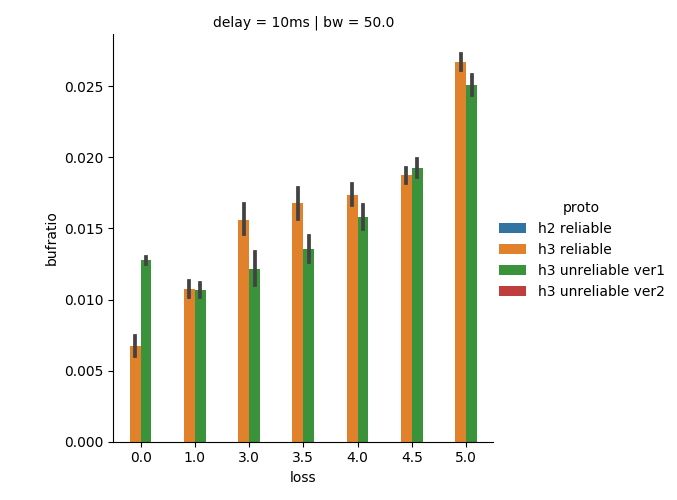 delay = 10ms | bw = 50.0
bufratio
0.025
0.020
0.015
0.010
0.005
0.000
0.0 1.0 3.0 3.5 4.0 4.5 5.0
loss
proto
h2 reliable
h3 reliable
h3 unreliable ver1
h3 unreliable ver2